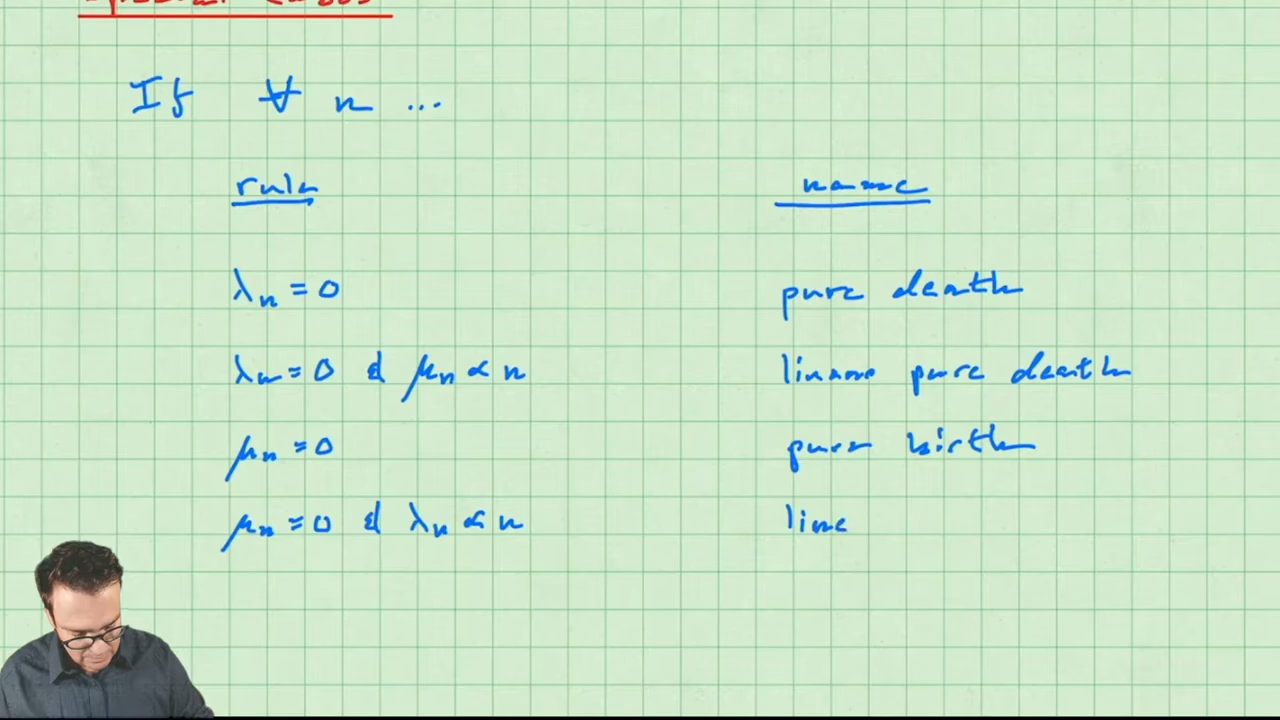 If ∀ n ...
rule name
λₙ = 0 pure death
λₙ = 0 & μₙ ∝ n linear pure death
μₙ = 0 pure birth
μₙ = 0 & λₙ ∝ n line